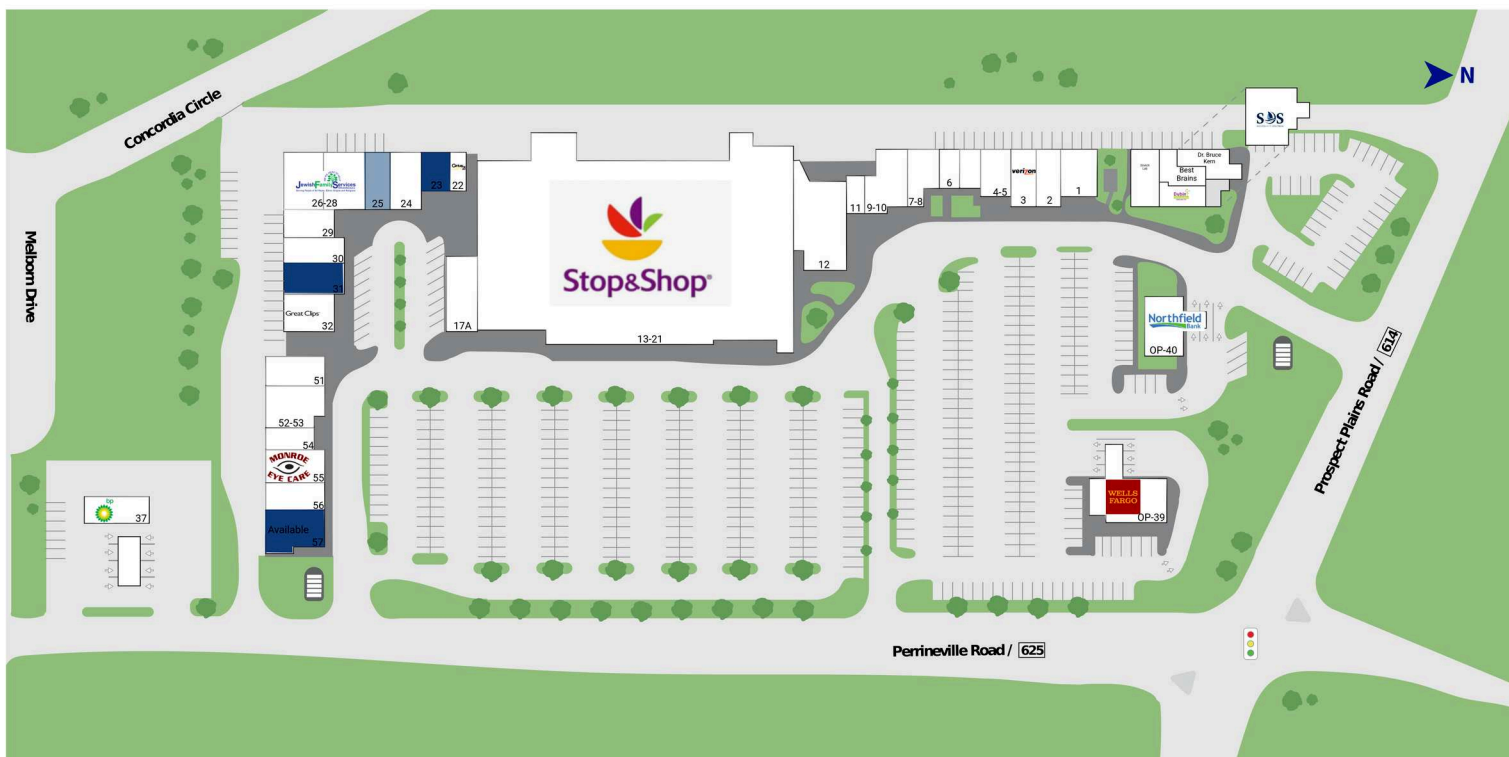 Concordia Circle
N
SOS
Dr. Bruce
Kern
Best
Brains
JewishFamilyServices
26-28
25
24
23
22
verizon
11
9-10
7-8
6
4-5
3
2
1
29
30
31
Great Clips
32
17A
Stop&Shop
13-21
12
Northfield
Bank
OP-40
Melborn Drive
Prospect Plains Road / 614
51
52-53
54
MONROE
EYE CARE
55
56
Available
57
bp
37
WELLS
FARGO
OP-39
Perrineville Road / 625